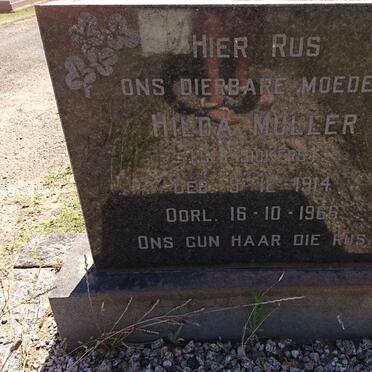 HIER RUS
ONS DIERBARE MOEDE
HILDA MULLER
GEB. 9-12-1914
OORL. 16-10-1965
ONS GUN HAAR DIE RUS